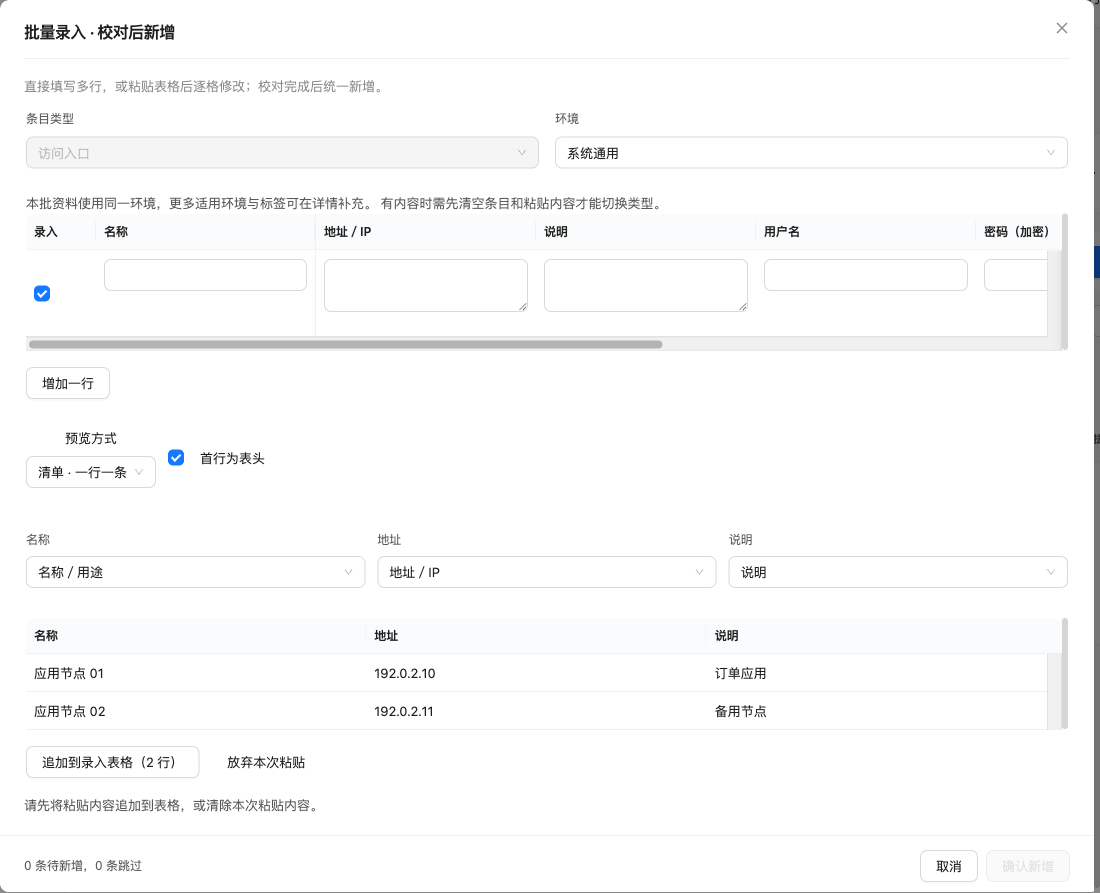 批量录入 · 校对后新增
直接填写多行，或粘贴表格后逐格修改；校对完成后统一新增。
条目类型 环境
访问入口 系统通用
本批资料使用同一环境，更多适用环境与标签可在详情补充。 有内容时需先清空条目和粘贴内容才能切换类型。
录入 名称 地址 / IP 说明 用户名 密码（加密）
增加一行
预览方式
首行为表头
清单 · 一行一条
名称 地址 说明
名称 / 用途 地址 / IP 说明
名称 地址 说明
应用节点 01 192.0.2.10 订单应用
应用节点 02 192.0.2.11 备用节点
追加到录入表格（2 行） 放弃本次粘贴
请先将粘贴内容追加到表格，或清除本次粘贴内容。
0 条待新增，0 条跳过 取消 确认新增